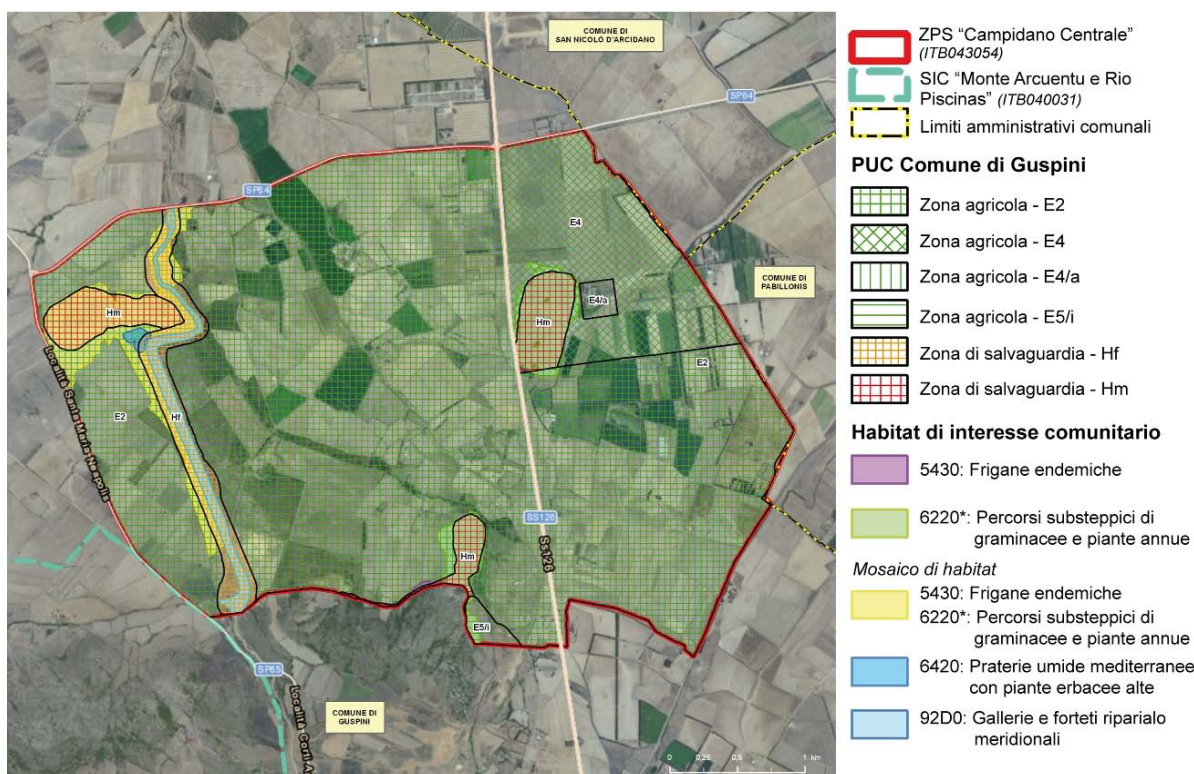 COMUNE DI
SAN NICOLÒ D'ARCIDANO
SP64
SP64
E4
COMUNE DI
PABILLONIS
E4/a
Hm
Hm
E2
E2
Hf
Località Santa Maria Neapolis
SS126
Ss126
Hm
E5/i
SP65
Località Corti A
COMUNE DI
GUSPINI
0 0,25 0,5 1 km
ZPS “Campidano Centrale”
(ITB043054)
SIC “Monte Arcuentu e Rio
Piscinas” (ITB040031)
Limiti amministrativi comunali
PUC Comune di Guspini
Zona agricola - E2
Zona agricola - E4
Zona agricola - E4/a
Zona agricola - E5/i
Zona di salvaguardia - Hf
Zona di salvaguardia - Hm
Habitat di interesse comunitario
5430: Frigane endemiche
6220*: Percorsi substeppici di
graminacee e piante annue
Mosaico di habitat
5430: Frigane endemiche
6220*: Percorsi substeppici di
graminacee e piante annue
6420: Praterie umide mediterranee
con piante erbacee alte
92D0: Gallerie e forteti riparialo
meridionali